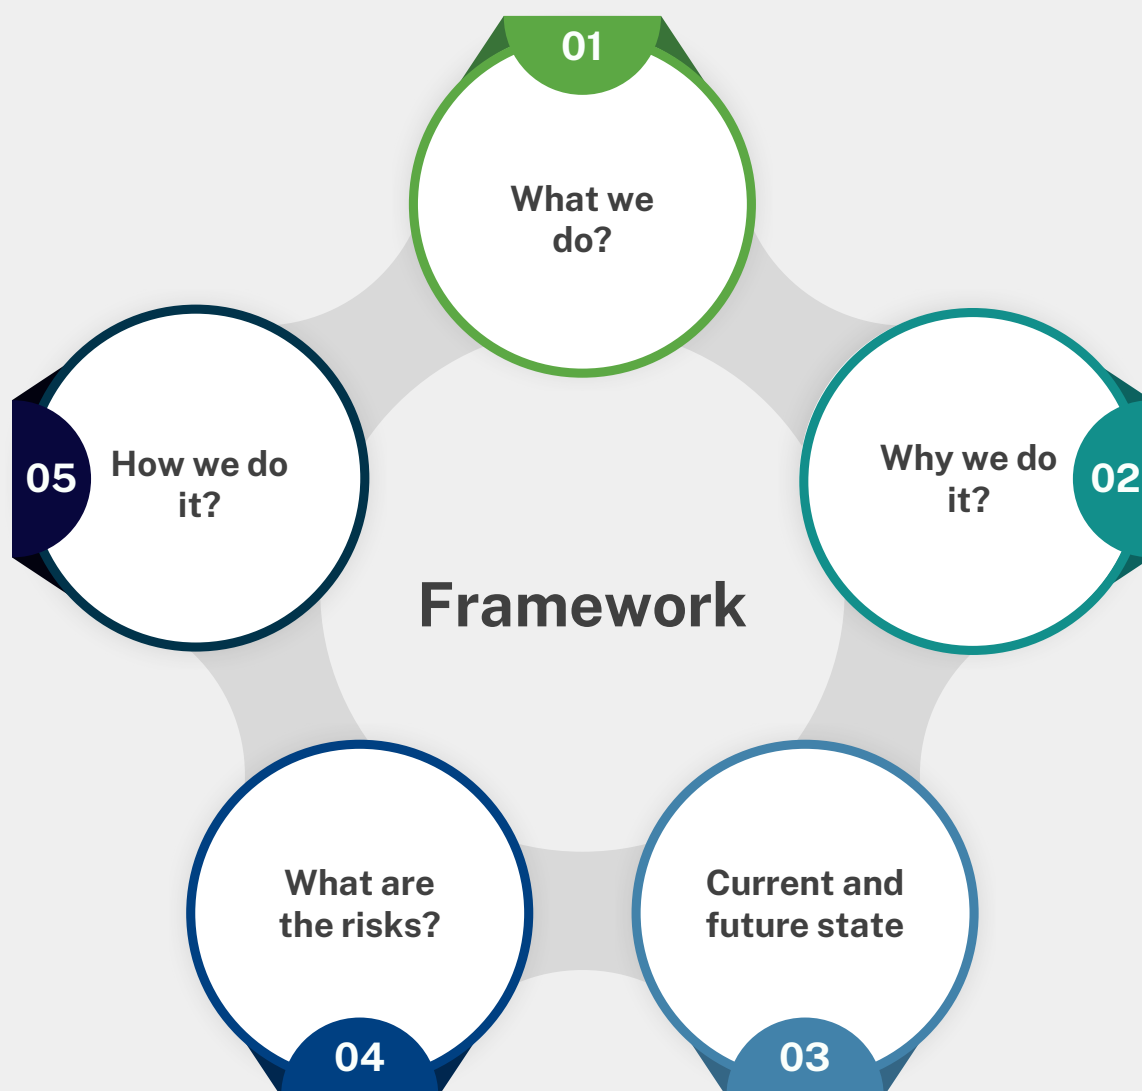 01
What we
do?
02
Why we do
it?
03
Current and
future state
04
What are
the risks?
05
How we do
it?
Framework